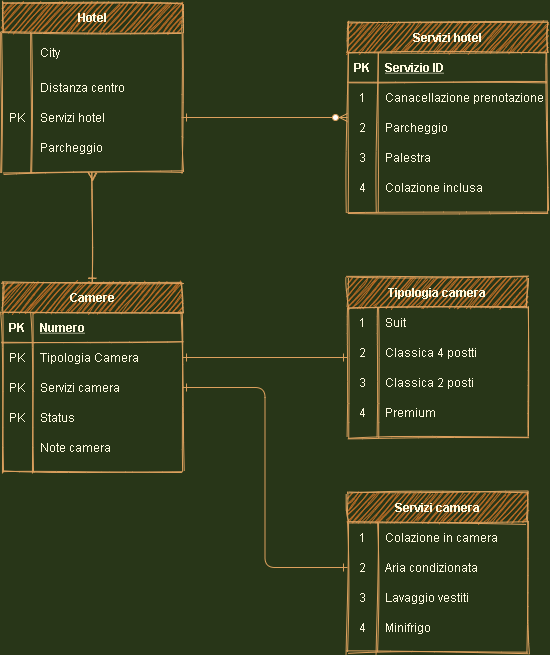 Hotel
City
Distanza centro
PK Servizi hotel
Parcheggio
Servizi hotel
PK Servizio ID
1 Canacellazione prenotazione
2 Parcheggio
3 Palestra
4 Colazione inclusa
Camere
PK Numero
PK Tipologia Camera
PK Servizi camera
PK Status
Note camera
Tipologia camera
1 Suit
2 Classica 4 postti
3 Classica 2 posti
4 Premium
Servizi camera
1 Colazione in camera
2 Aria condizionata
3 Lavaggio vestiti
4 Minifrigo